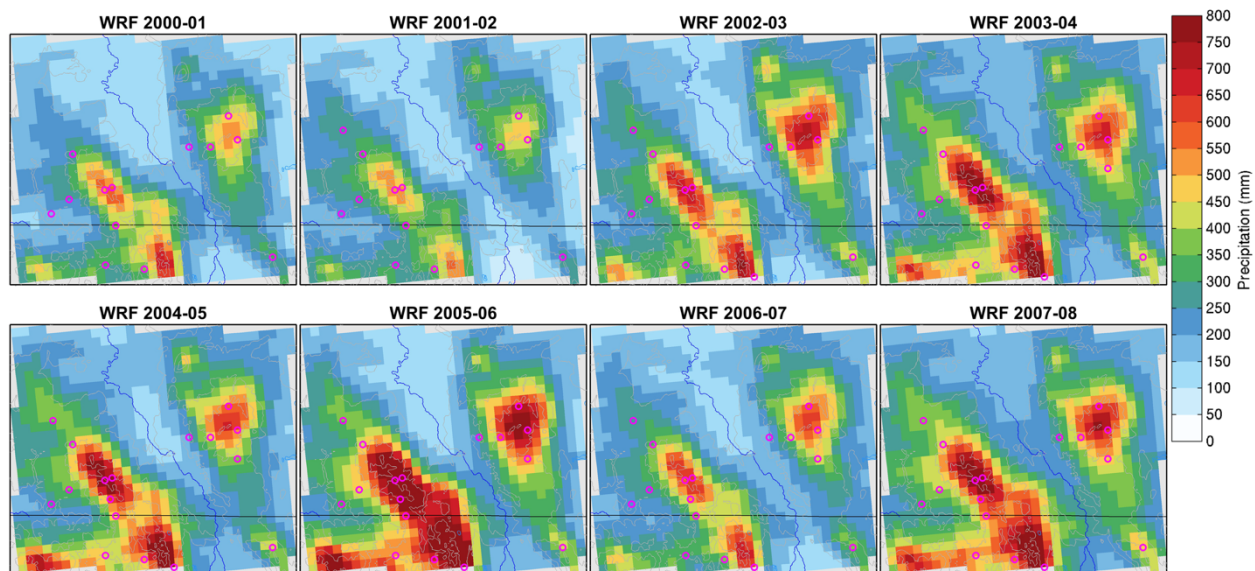 WRF 2000-01
WRF 2001-02
WRF 2002-03
WRF 2003-04
800
750
700
650
600
550
500
450
400
350
300
250
200
150
100
50
0
Precipitation (mm)
WRF 2004-05
WRF 2005-06
WRF 2006-07
WRF 2007-08